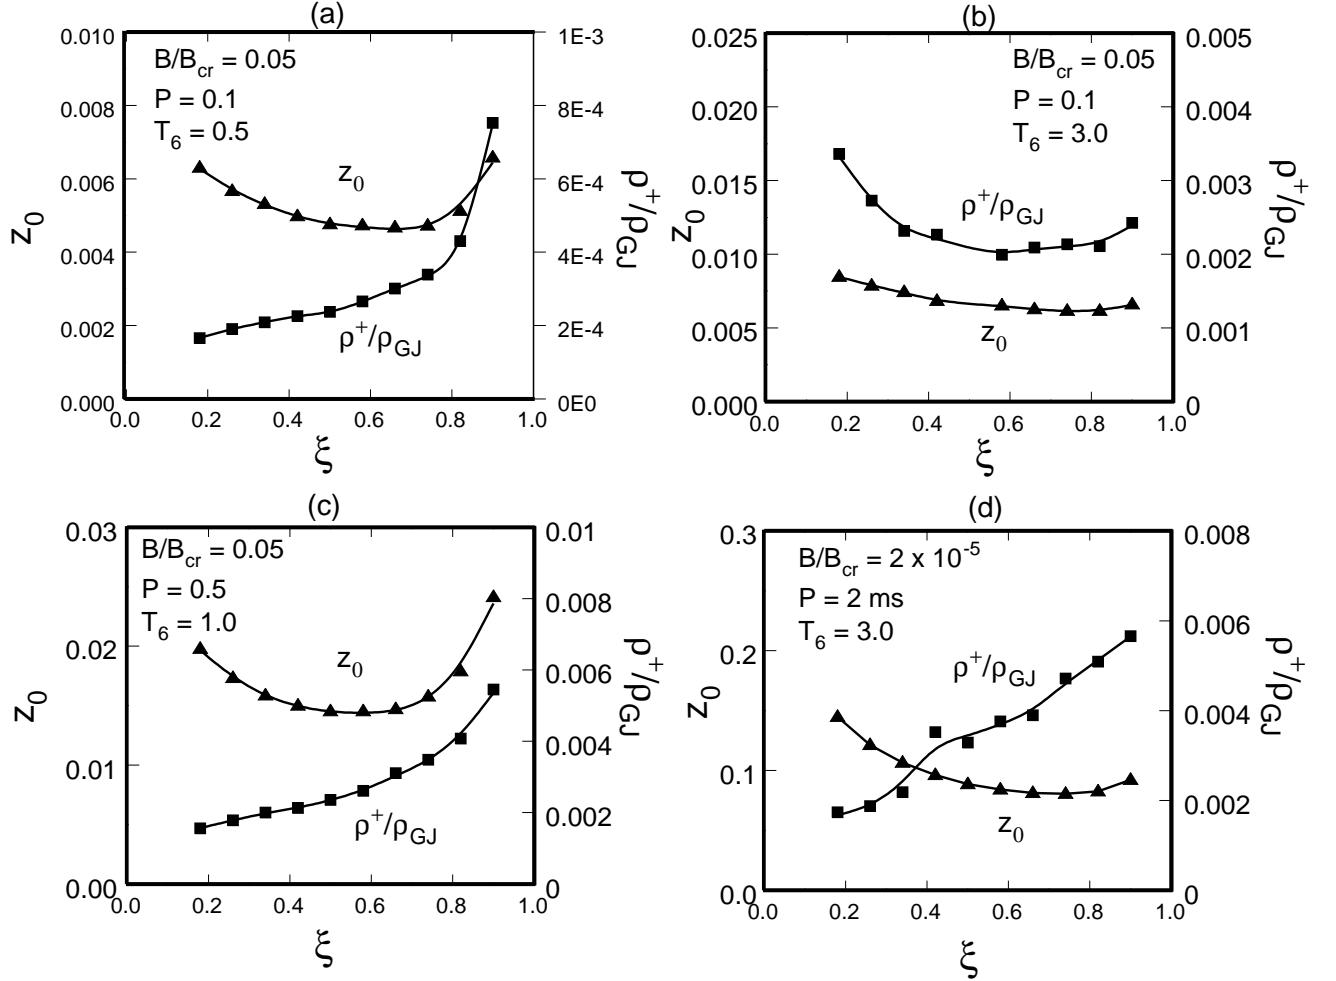 (a)
0.010
0.008
0.006
0.004
0.002
0.000
z0
B/Bcr = 0.05
P = 0.1
T6 = 0.5
z0
ρ+/ρGJ
1E-3
8E-4
6E-4
4E-4
2E-4
0E0
ρ+/ρGJ
0.0 0.2 0.4 0.6 0.8 1.0
ξ
(b)
0.025
0.020
0.015
0.010
0.005
0.000
z0
B/Bcr = 0.05
P = 0.1
T6 = 3.0
ρ+/ρGJ
z0
0.005
0.004
0.003
0.002
0.001
0
ρ+/ρGJ
0.0 0.2 0.4 0.6 0.8 1.0
ξ
(c)
0.03
0.02
0.01
0.00
z0
B/Bcr = 0.05
P = 0.5
T6 = 1.0
z0
ρ+/ρGJ
0.01
0.008
0.006
0.004
0.002
0
ρ+/ρGJ
0.0 0.2 0.4 0.6 0.8 1.0
ξ
(d)
0.3
0.2
0.1
0.0
z0
B/Bcr = 2 x 10-5
P = 2 ms
T6 = 3.0
ρ+/ρGJ
z0
0.008
0.006
0.004
0.002
0
ρ+/ρGJ
0.0 0.2 0.4 0.6 0.8 1.0
ξ